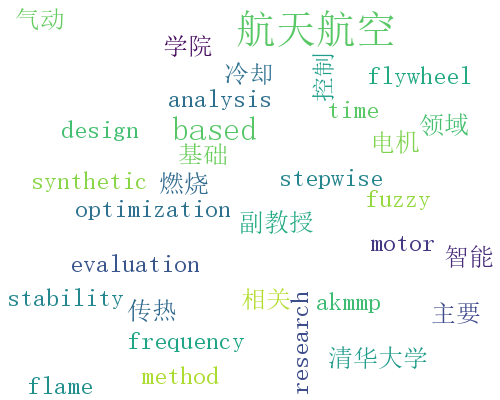 气动
航天航空
学院
冷却
控制
flywheel
analysis
time
领域
design
based
电机
基础
synthetic
燃烧
stepwise
fuzzy
optimization
副教授
motor
智能
evaluation
stability
传热
相关
research
akmmp
主要
frequency
清华大学
method
flame